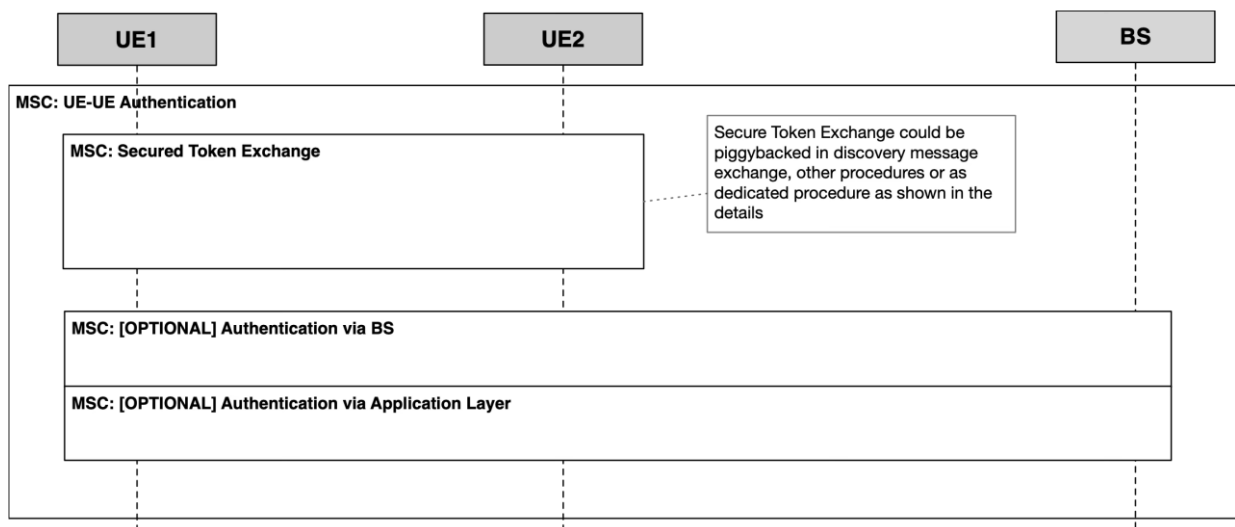 UE1
UE2
BS
MSC: UE-UE Authentication
MSC: Secured Token Exchange
Secure Token Exchange could be
piggybacked in discovery message
exchange, other procedures or as
dedicated procedure as shown in the
details
MSC: [OPTIONAL] Authentication via BS
MSC: [OPTIONAL] Authentication via Application Layer